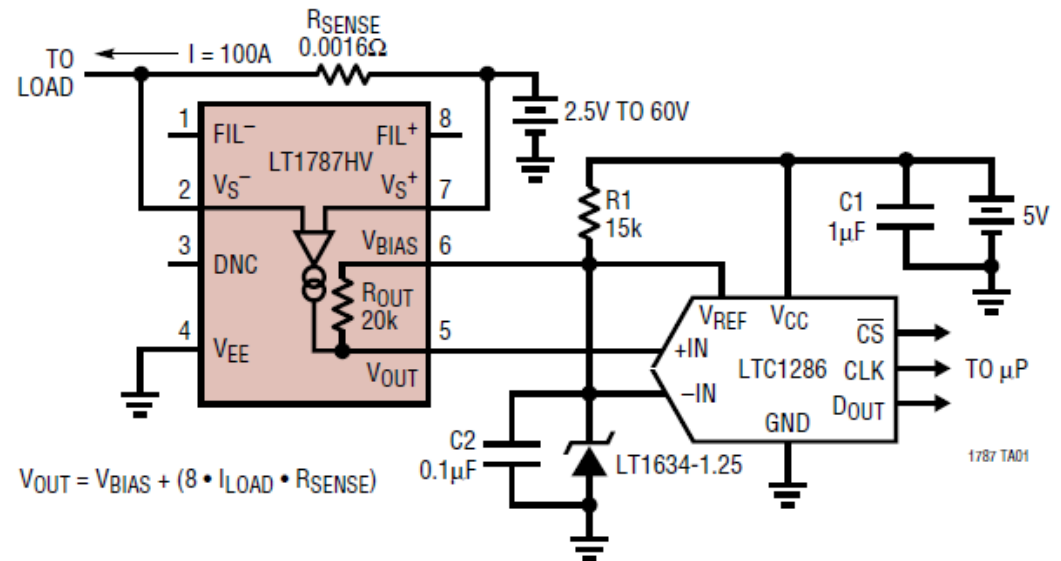 RSENSE
0.0016Ω
TO
LOAD
I = 100A
2.5V TO 60V
1
FIL−
FIL+
8
LT1787HV
2
VS−
VS+
7
3
DNC
VBIAS
6
ROUT
20k
4
VEE
VOUT
5
R1
15k
C1
1µF
5V
VREF
VCC
+IN
−IN
LTC1286
CS
CLK
DOUT
GND
TO µP
C2
0.1µF
LT1634-1.25
1787 TA01
VOUT = VBIAS + (8 • ILOAD • RSENSE)